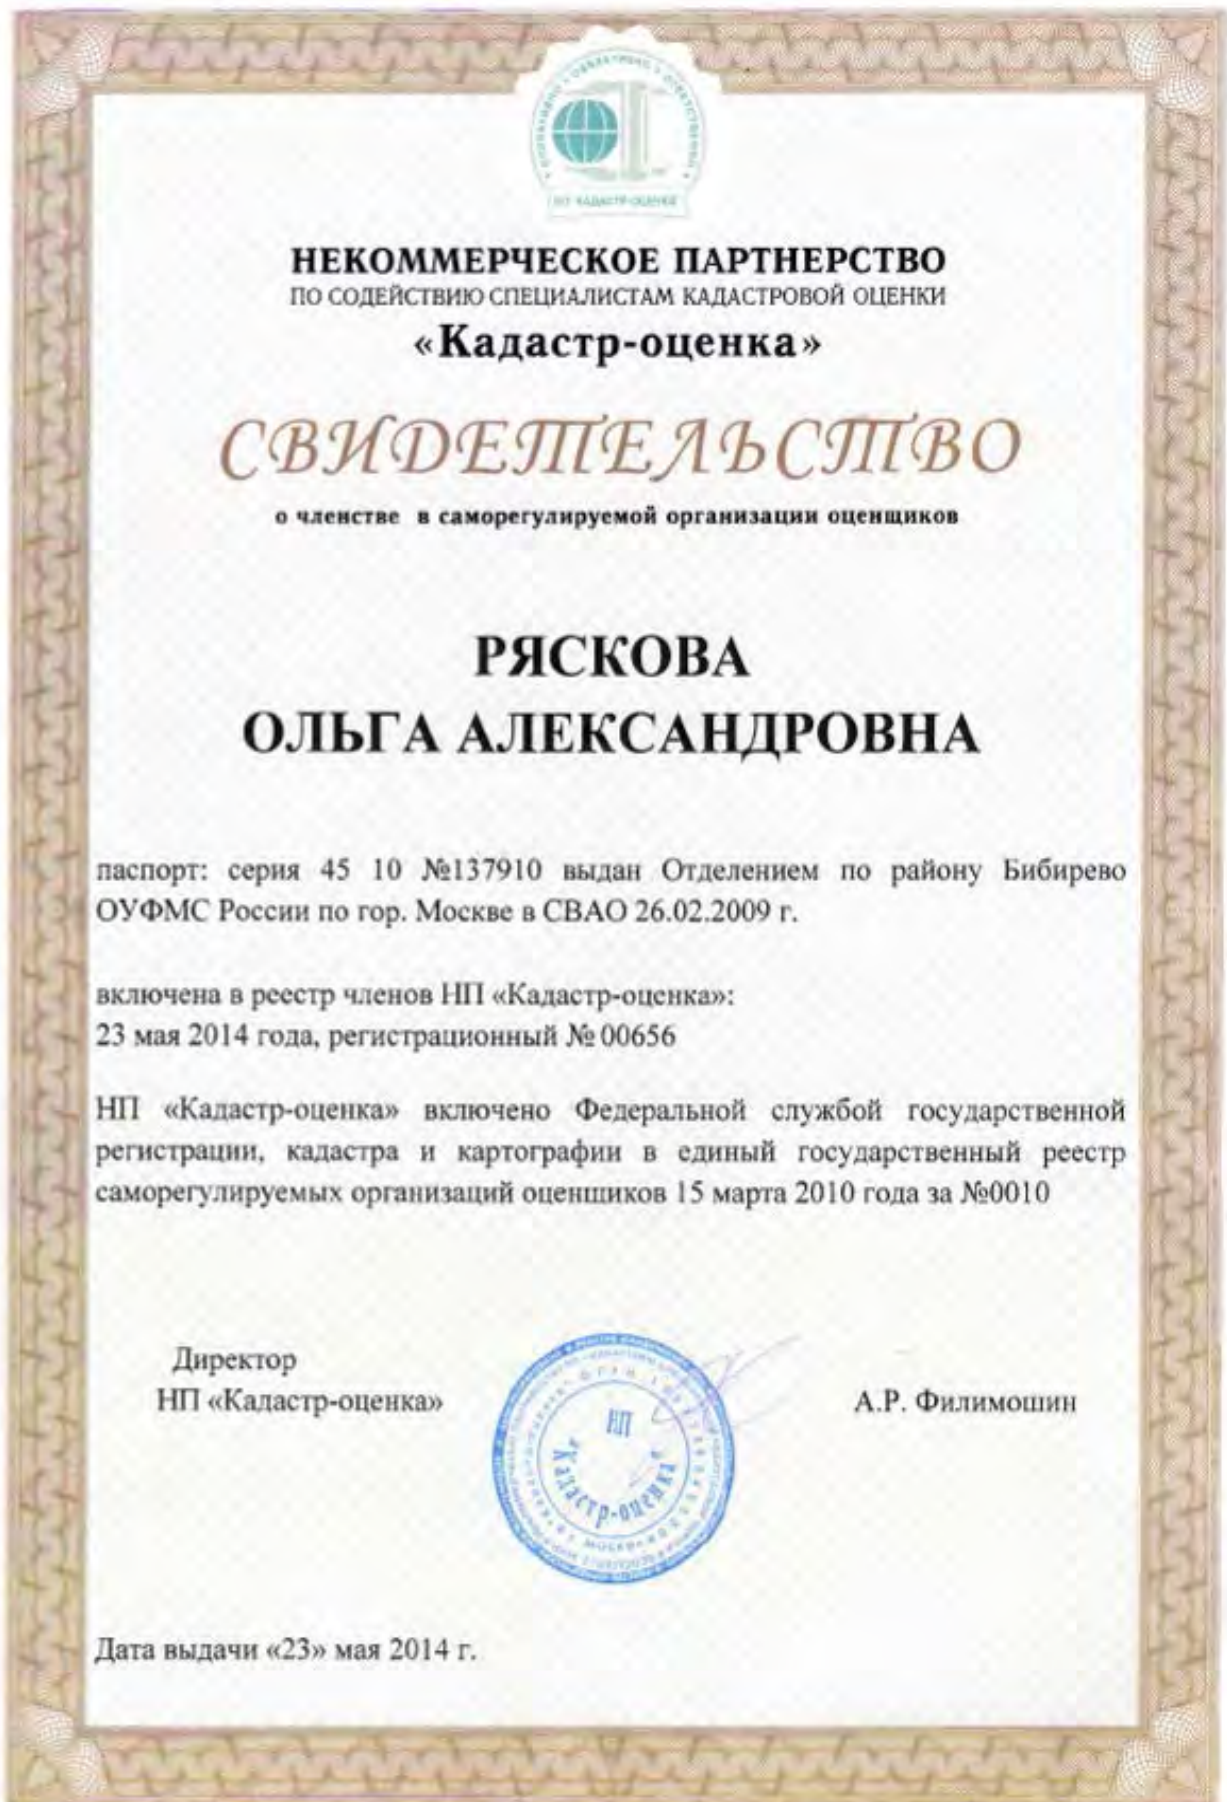 НП КАДАСТР-ОЦЕНКА
НЕКОММЕРЧЕСКОЕ ПАРТНЕРСТВО
ПО СОДЕЙСТВИЮ СПЕЦИАЛИСТАМ КАДАСТРОВОЙ ОЦЕНКИ
«Кадастр-оценка»
СВИДЕТЕЛЬСТВО
о членстве в саморегулируемой организации оценщиков
РЯСКОВА
ОЛЬГА АЛЕКСАНДРОВНА
паспорт: серия 45 10 №137910 выдан Отделением по району Бибирево
ОУФМС России по гор. Москве в СВАО 26.02.2009 г.
включена в реестр членов НП «Кадастр-оценка»:
23 мая 2014 года, регистрационный № 00656
НП «Кадастр-оценка» включено Федеральной службой государственной
регистрации, кадастра и картографии в единый государственный реестр
саморегулируемых организаций оценщиков 15 марта 2010 года за №0010
Директор
НП «Кадастр-оценка»
А.Р. Филимошин
НП
"Кадастр-оценка"
МОСКВА
Дата выдачи «23» мая 2014 г.